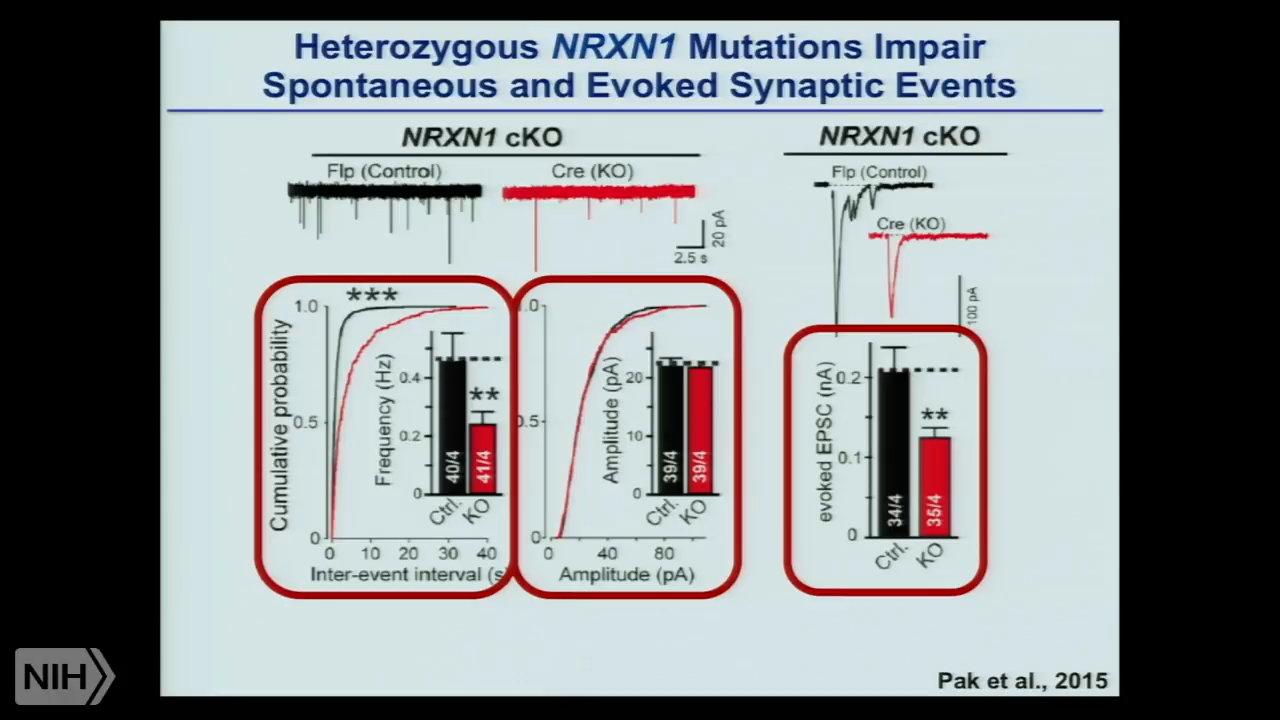 Heterozygous NRXN1 Mutations Impair
Spontaneous and Evoked Synaptic Events
NRXN1 cKO
Flp (Control)
Cre (KO)
20 pA
2.5 s
NRXN1 cKO
Flp (Control)
Cre (KO)
100 pA
Cumulative probability
1.0
0.5
0
***
0 10 20 30 40
Inter-event interval (s
Frequency (Hz)
0.4
0.2
0
**
40/4
41/4
Ctrl.
KO
1.0
0.5
0
0 40 80
Amplitude (pA)
Amplitude (pA)
20
10
0
39/4
39/4
Ctrl.
KO
evoked EPSC (nA)
0.2
0.1
0
**
34/4
35/4
Ctrl.
KO
Pak et al., 2015
NIH